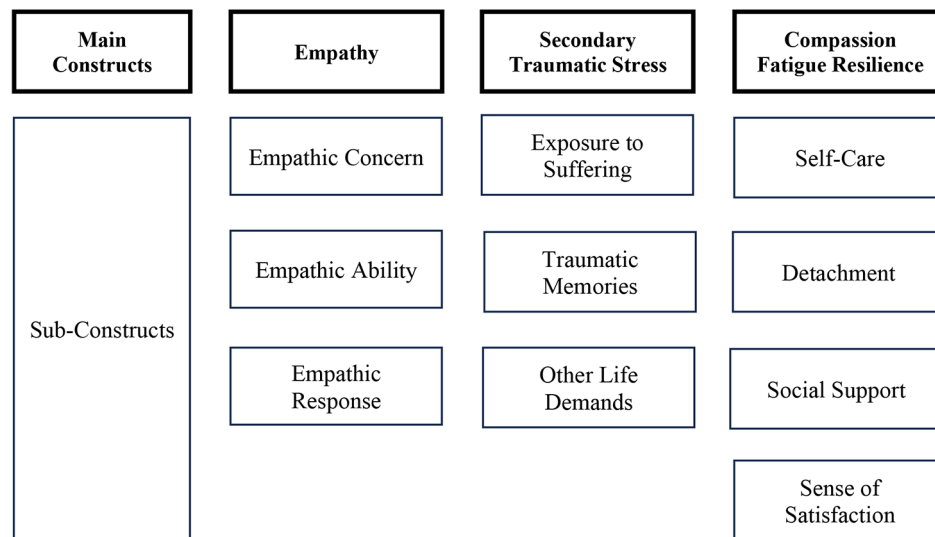 Main
Constructs
Empathy
Secondary
Traumatic Stress
Compassion
Fatigue Resilience
Sub-Constructs
Empathic Concern
Exposure to
Suffering
Self-Care
Empathic Ability
Traumatic
Memories
Detachment
Empathic
Response
Other Life
Demands
Social Support
Sense of
Satisfaction